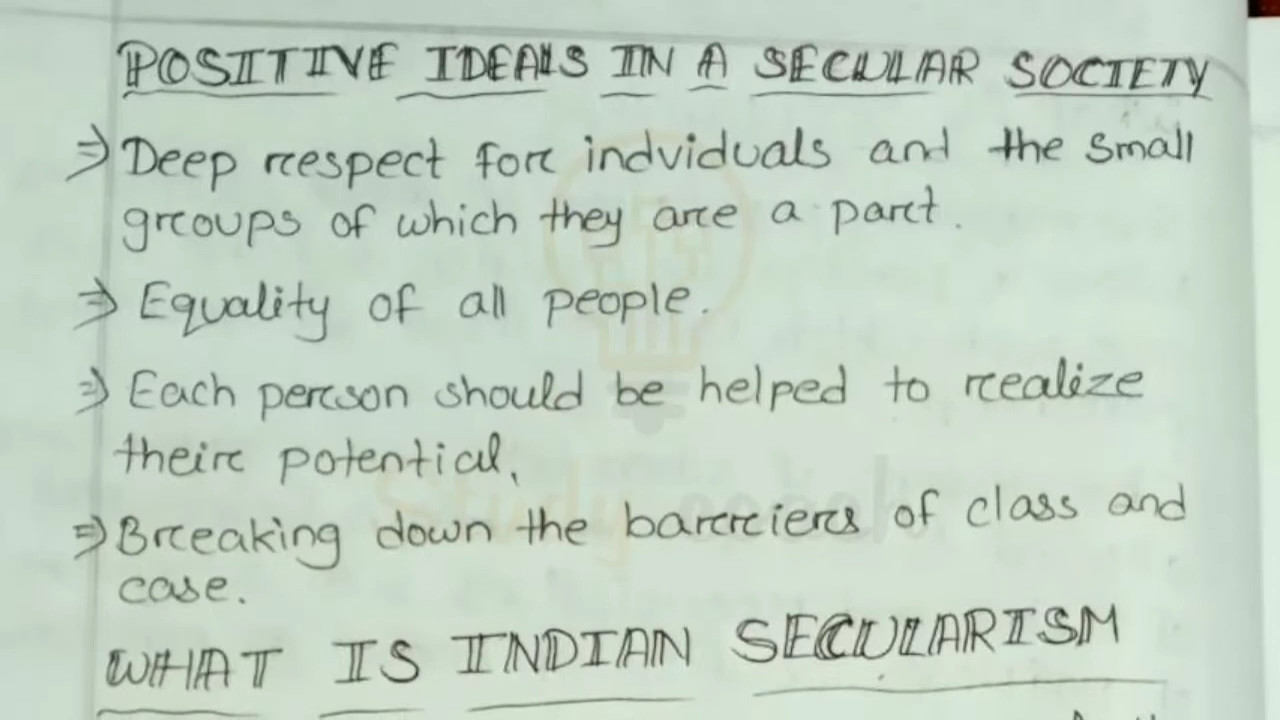 POSITIVE IDEALS IN A SECULAR SOCIETY
⇒ Deep respect for indviduals and the small
groups of which they are a part.
⇒ Equality of all people.
⇒ Each person should be helped to realize
their potential.
⇒ Breaking down the barriers of class and
case.
WHAT IS INDIAN SECULARISM
Study coach